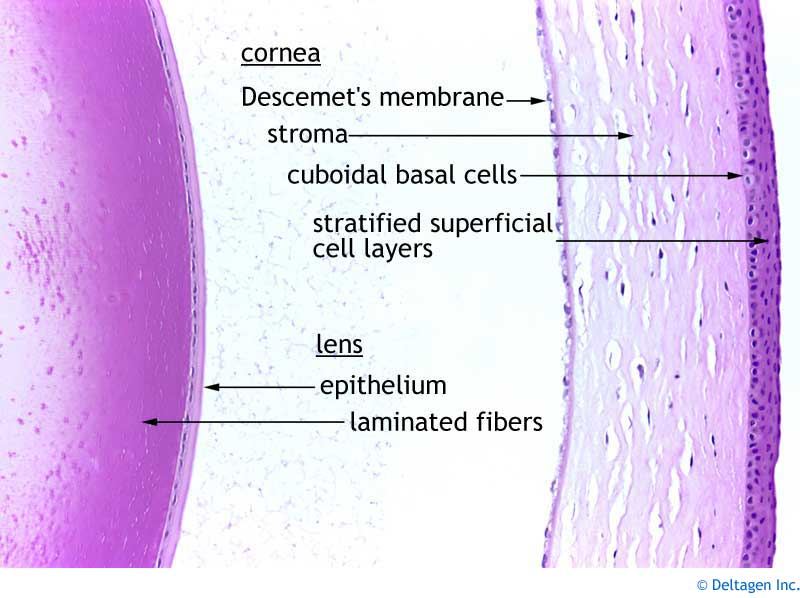 cornea
Descemet's membrane
stroma
cuboidal basal cells
stratified superficial
cell layers
lens
epithelium
laminated fibers
© Deltagen Inc.